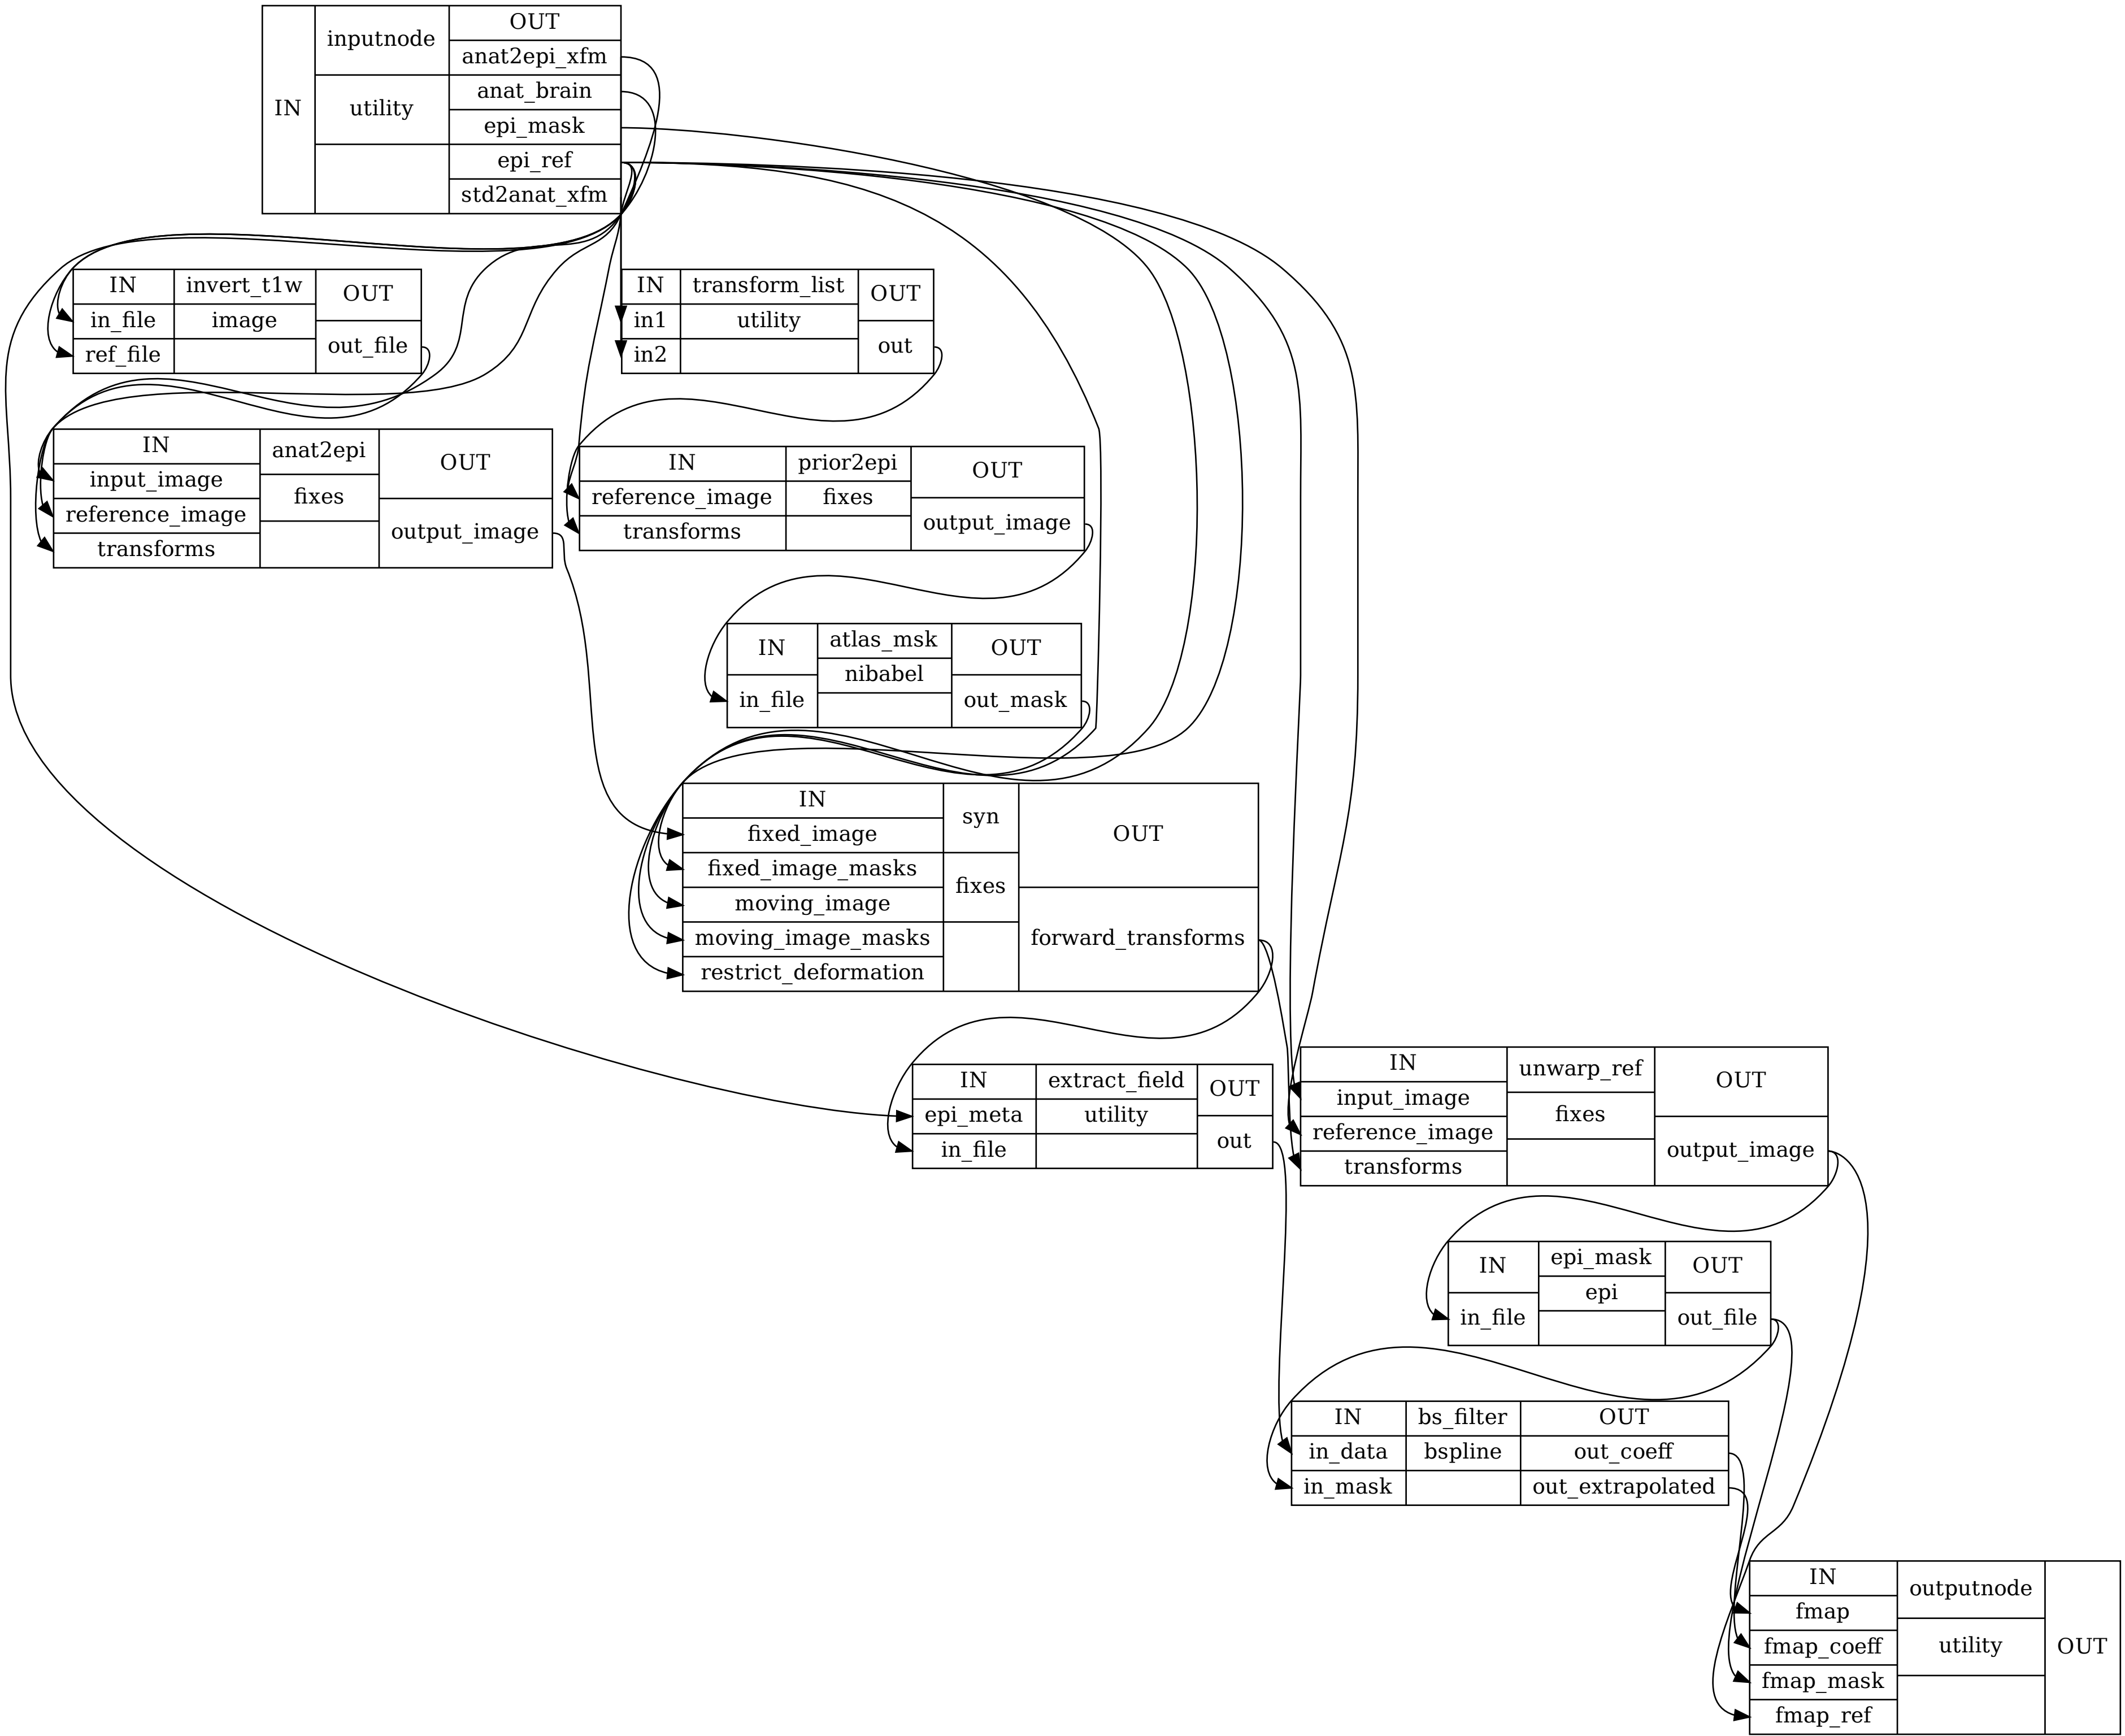 IN
inputnode
utility
OUT
anat2epi_xfm
anat_brain
epi_mask
epi_ref
std2anat_xfm
IN
in_file
ref_file
invert_t1w
image
OUT
out_file
IN
in1
in2
transform_list
utility
OUT
out
IN
input_image
reference_image
transforms
anat2epi
fixes
OUT
output_image
IN
reference_image
transforms
prior2epi
fixes
OUT
output_image
IN
in_file
atlas_msk
nibabel
OUT
out_mask
IN
fixed_image
fixed_image_masks
moving_image
moving_image_masks
restrict_deformation
syn
fixes
OUT
forward_transforms
IN
epi_meta
in_file
extract_field
utility
OUT
out
IN
input_image
reference_image
transforms
unwarp_ref
fixes
OUT
output_image
IN
in_file
epi_mask
epi
OUT
out_file
IN
in_data
in_mask
bs_filter
bspline
OUT
out_coeff
out_extrapolated
IN
fmap
fmap_coeff
fmap_mask
fmap_ref
outputnode
utility
OUT